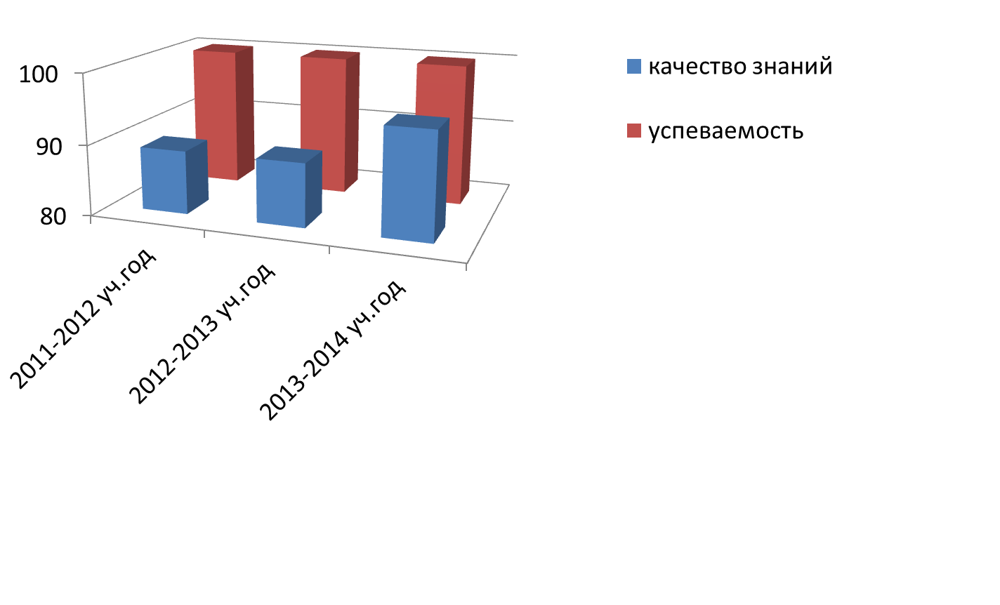 100
90
80
2011-2012 уч.год
2012-2013 уч.год
2013-2014 уч.год
качество знаний
успеваемость